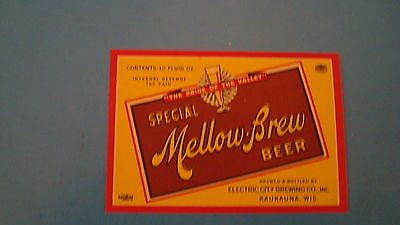 CONTENTS 12 FLUID OZ.
INTERNAL REVENUE
TAX PAID
"THE PRIDE OF THE VALLEY"
SPECIAL
Mellow-Brew
BEER
BREWED & BOTTLED BY
ELECTRIC CITY BREWING CO., Inc.
KAUKAUNA, WIS.